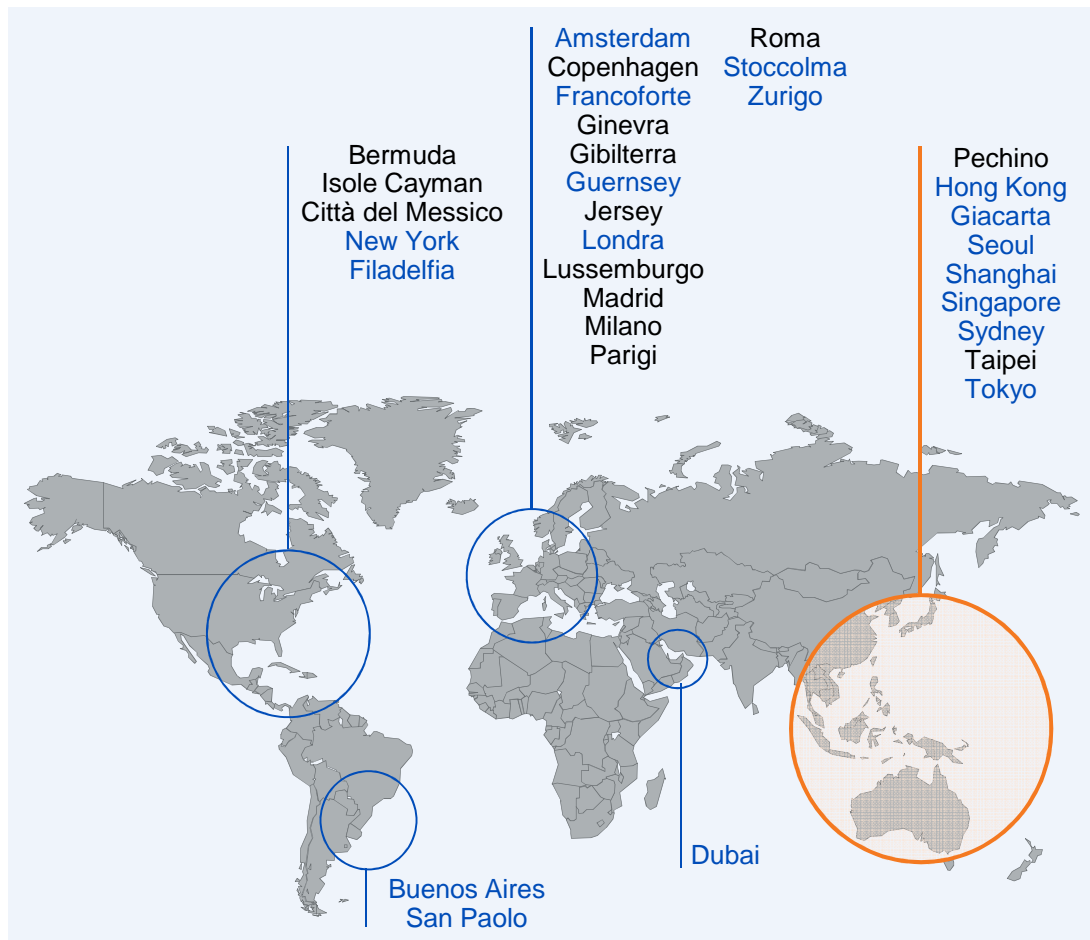 Bermuda
Isole Cayman
Città del Messico
New York
Filadelfia
Amsterdam
Copenhagen
Francoforte
Ginevra
Gibilterra
Guernsey
Jersey
Londra
Lussemburgo
Madrid
Milano
Parigi
Roma
Stoccolma
Zurigo
Pechino
Hong Kong
Giacarta
Seoul
Shanghai
Singapore
Sydney
Taipei
Tokyo
Dubai
Buenos Aires
San Paolo